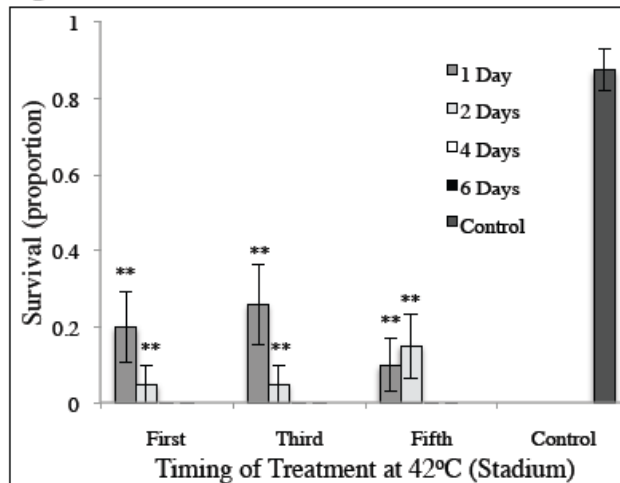 1
0.8
0.6
0.4
0.2
0
Survival (proportion)
1 Day
2 Days
4 Days
6 Days
Control
** ** ** ** ** **
First Third Fifth Control
Timing of Treatment at 42ºC (Stadium)